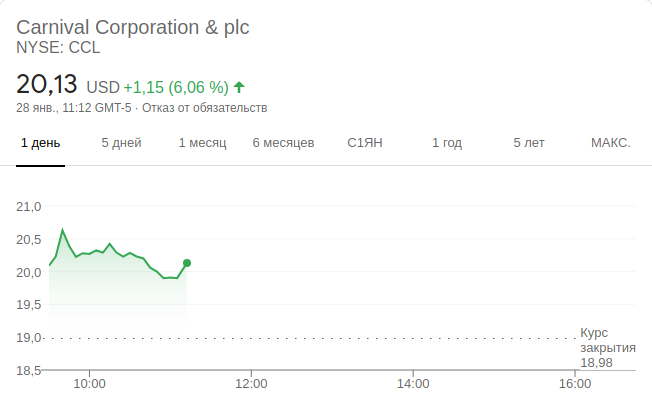 Carnival Corporation & plc
NYSE: CCL
20,13 USD +1,15 (6,06 %)
28 янв., 11:12 GMT-5 · Отказ от обязательств
1 день 5 дней 1 месяц 6 месяцев С1ЯН 1 год 5 лет МАКС.
21,0
20,5
20,0
19,5
19,0
Курс
закрытия
18,98
18,5
10:00 12:00 14:00 16:00